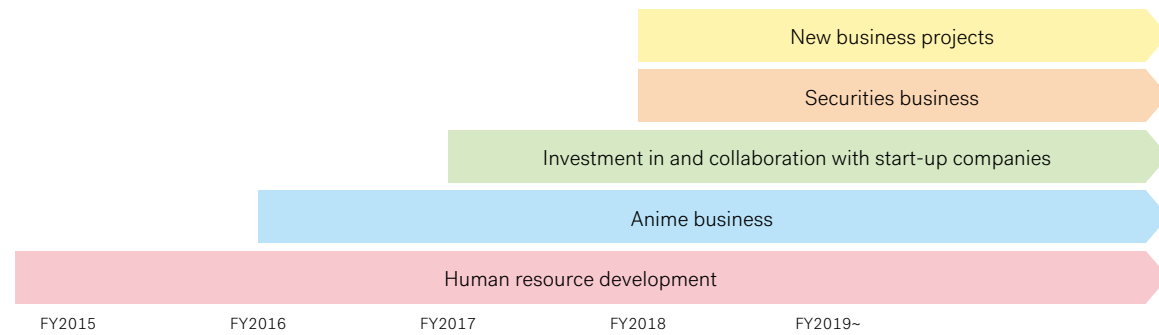 New business projects
Securities business
Investment in and collaboration with start-up companies
Anime business
Human resource development
FY2015 FY2016 FY2017 FY2018 FY2019~